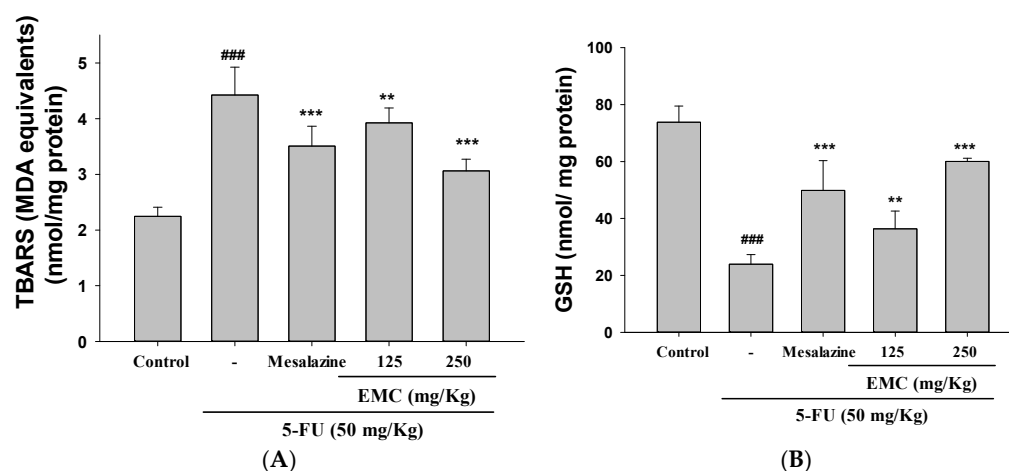 TBARS (MDA equivalents)
(nmol/mg protein)
5
4
3
2
1
0
###
***
**
***
Control
-
Mesalazine
125
250
EMC (mg/Kg)
5-FU (50 mg/Kg)
(A)
GSH (nmol/ mg protein)
100
80
60
40
20
0
###
***
**
***
Control
-
Mesalazine
125
250
EMC (mg/Kg)
5-FU (50 mg/Kg)
(B)